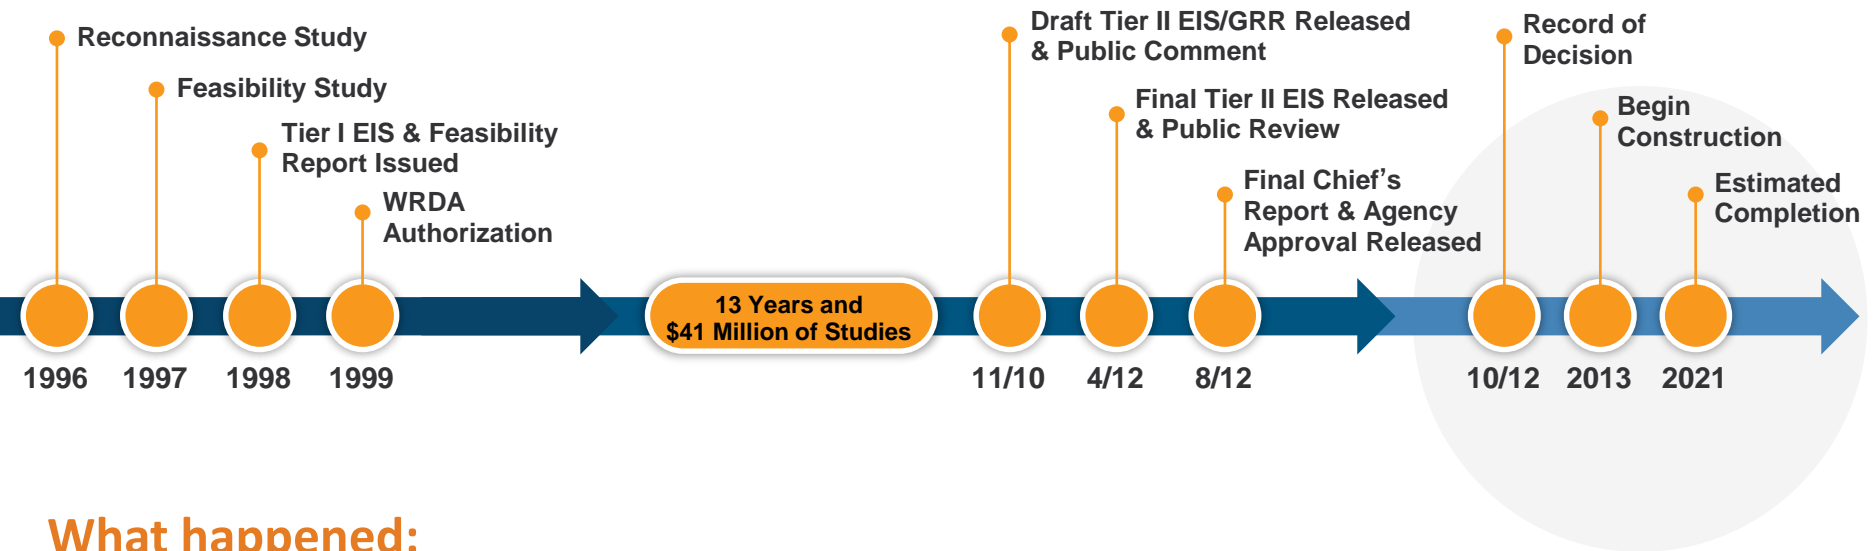 Reconnaissance Study
Feasibility Study
Tier I EIS & Feasibility
Report Issued
WRDA
Authorization
Draft Tier II EIS/GRR Released
& Public Comment
Final Tier II EIS Released
& Public Review
Final Chief’s
Report & Agency
Approval Released
Record of
Decision
Begin
Construction
Estimated
Completion
13 Years and
$41 Million of Studies
1996
1997
1998
1999
11/10
4/12
8/12
10/12
2013
2021
What happened: